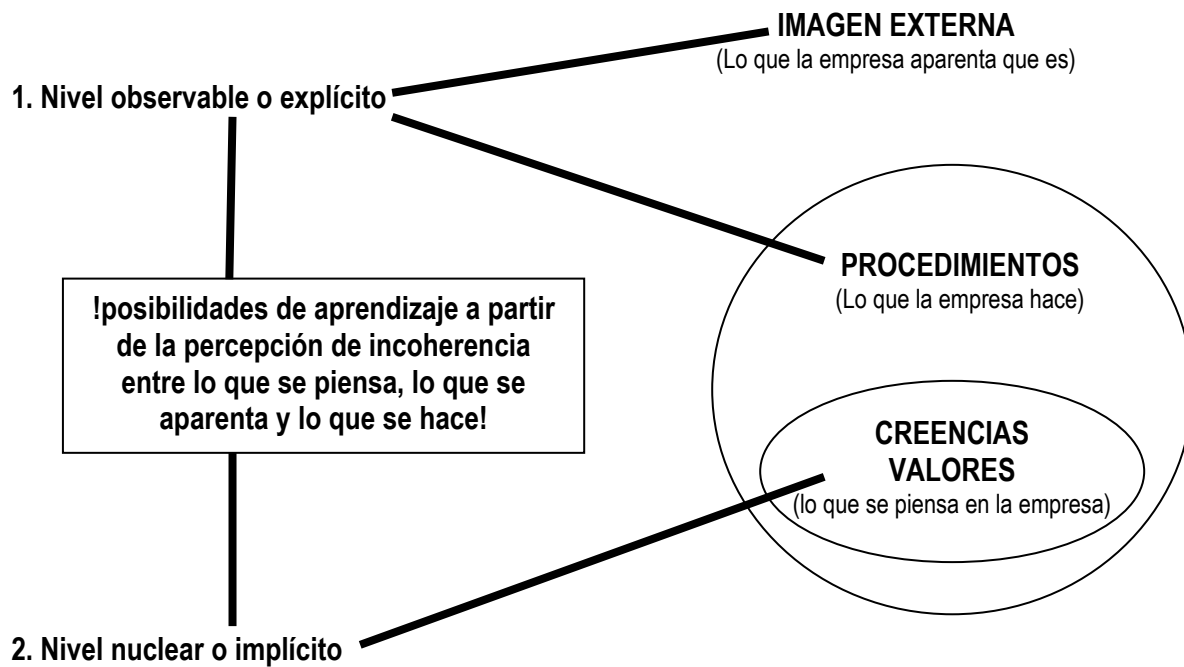 IMAGEN EXTERNA
(Lo que la empresa aparenta que es)
1. Nivel observable o explícito
PROCEDIMIENTOS
(Lo que la empresa hace)
!posibilidades de aprendizaje a partir
de la percepción de incoherencia
entre lo que se piensa, lo que se
aparenta y lo que se hace!
CREENCIAS
VALORES
(lo que se piensa en la empresa)
2. Nivel nuclear o implícito